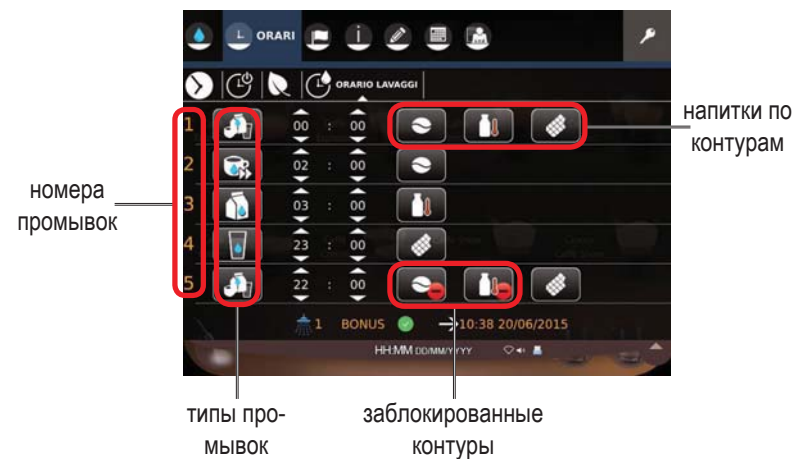 ORARI
ORARIO LAVAGGI
1 00 : 00
напитки по
контурам
2 02 : 00
номера
промывок
3 03 : 00
4 23 : 00
5 22 : 00
1 BONUS 10:38 20/06/2015
HH:MM DD/MM/YYYY
типы про-
мывок
заблокированные
контуры